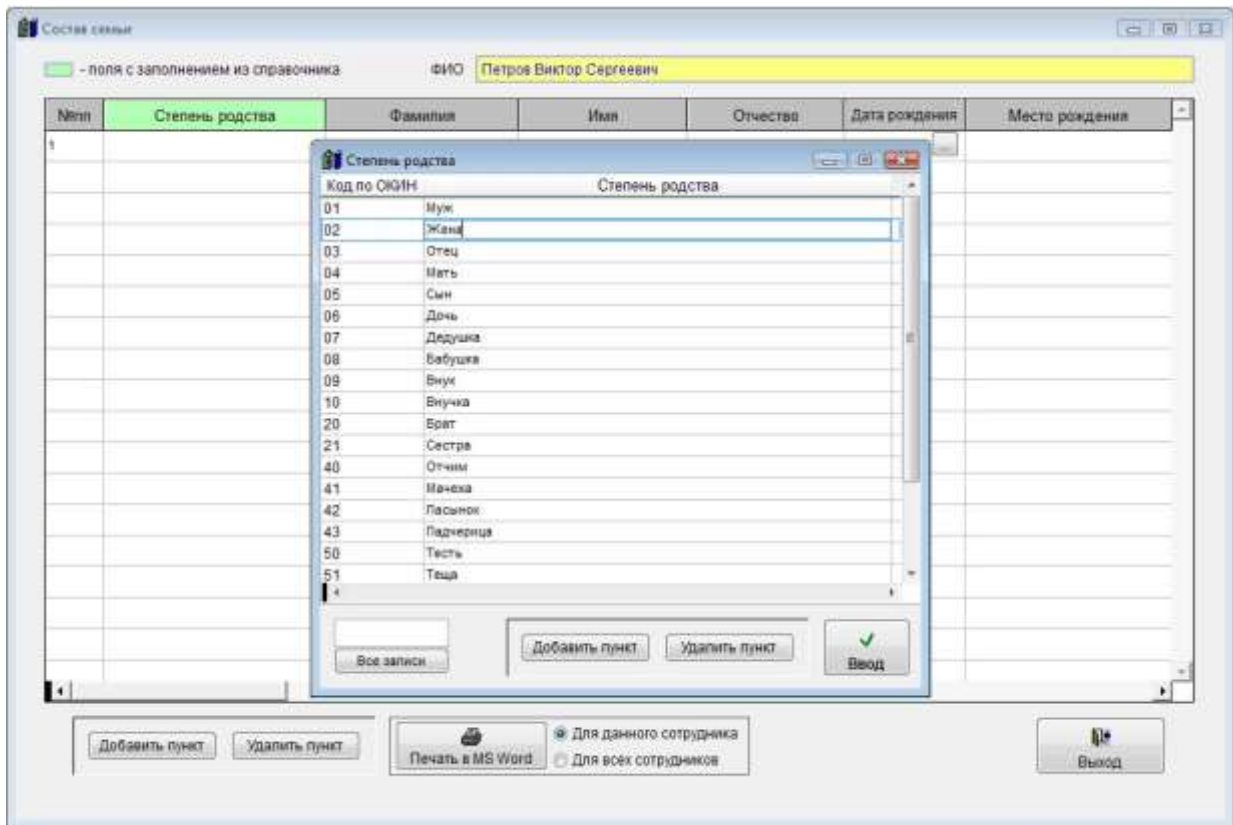 Состав семьи
- поля с заполнением из справочника ФИО Петров Виктор Сергеевич
№пп Степень родства Фамилия Имя Отчество Дата рождения Место рождения
1 ...
Степень родства
Код по ОКИН Степень родства
01 Муж
02 Жена
03 Отец
04 Мать
05 Сын
06 Дочь
07 Дедушка
08 Бабушка
09 Внук
10 Внучка
20 Брат
21 Сестра
40 Отчим
41 Мачеха
42 Пасынок
43 Падчерица
50 Тесть
51 Теща
Все записи Добавить пункт Удалить пункт Ввод
Добавить пункт Удалить пункт Печать в MS Word Для данного сотрудника
Для всех сотрудников
Выход